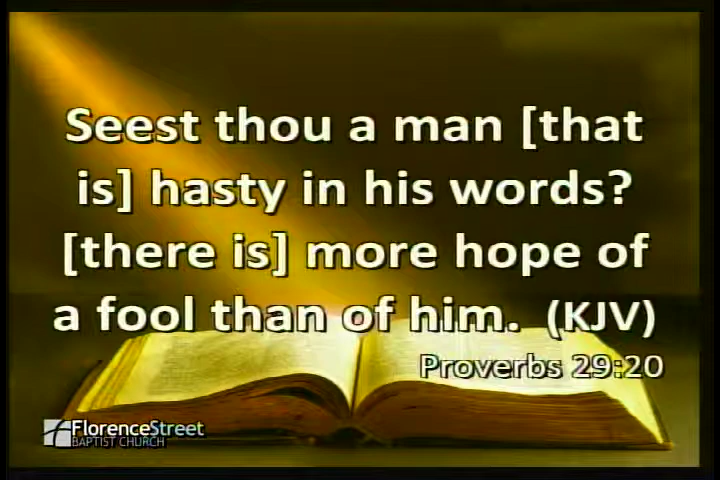 Seest thou a man [that
is] hasty in his words?
[there is] more hope of
a fool than of him. (KJV)
Proverbs 29:20
FlorenceStreet
BAPTIST CHURCH